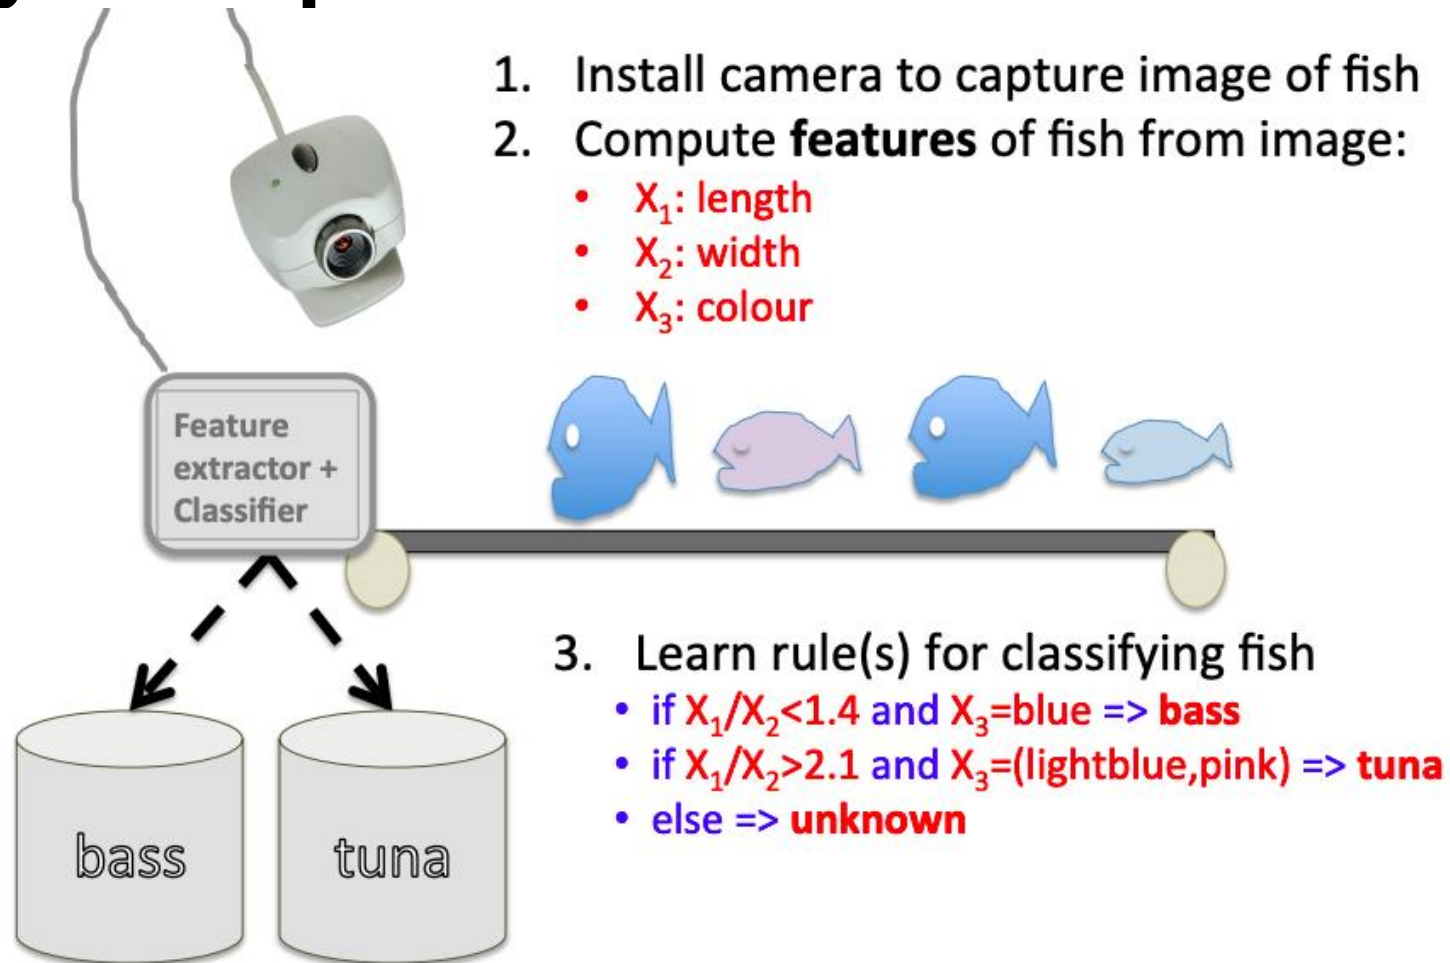 1. Install camera to capture image of fish
2. Compute features of fish from image:
• X₁: length
• X₂: width
• X₃: colour
Feature
extractor +
Classifier
3. Learn rule(s) for classifying fish
• if X₁/X₂<1.4 and X₃=blue => bass
• if X₁/X₂>2.1 and X₃=(lightblue,pink) => tuna
• else => unknown
bass
tuna